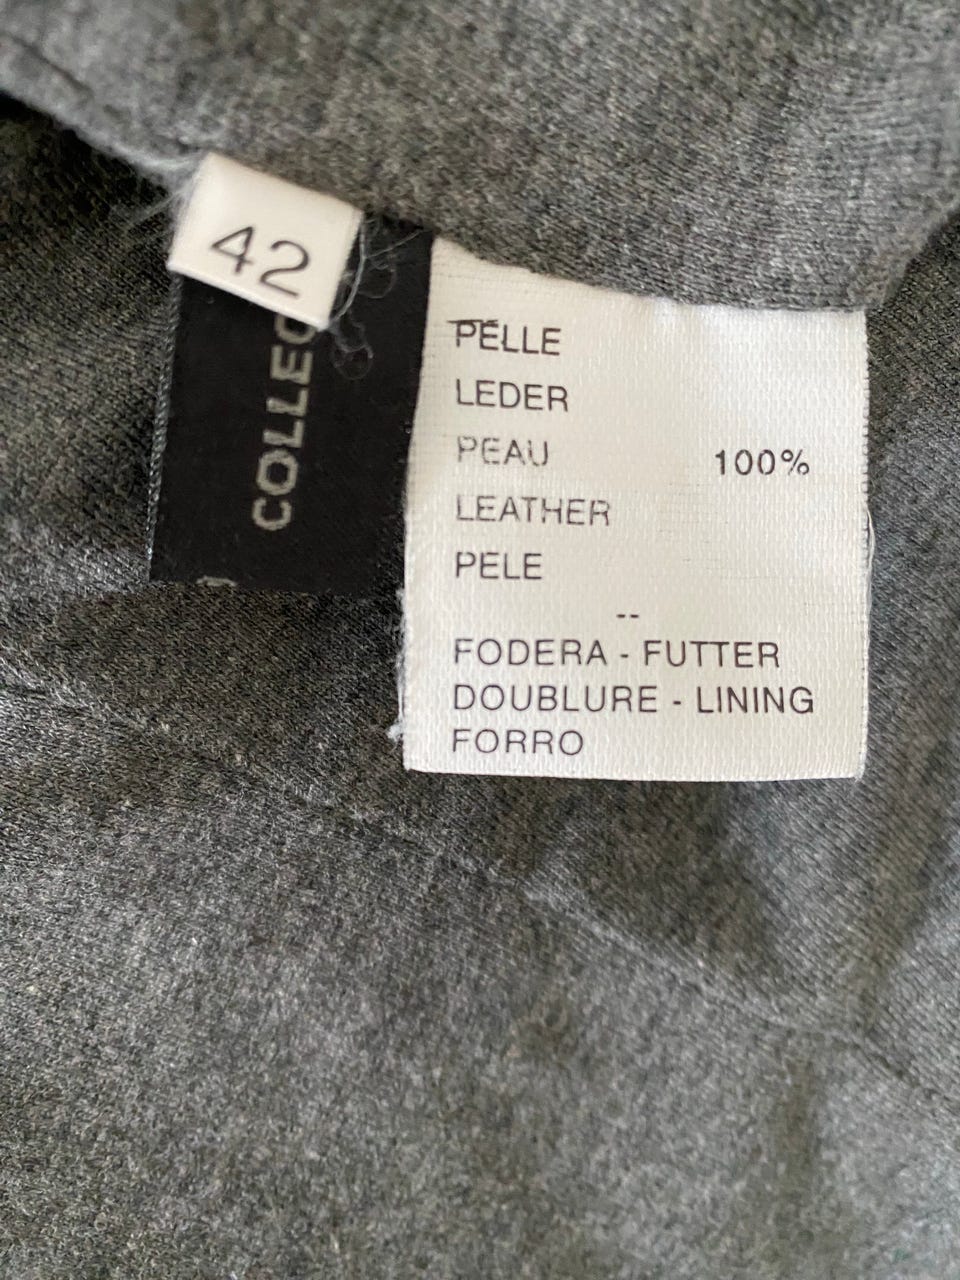 42
COLLEC
PELLE
LEDER
PEAU 100%
LEATHER
PELE
--
FODERA - FUTTER
DOUBLURE - LINING
FORRO